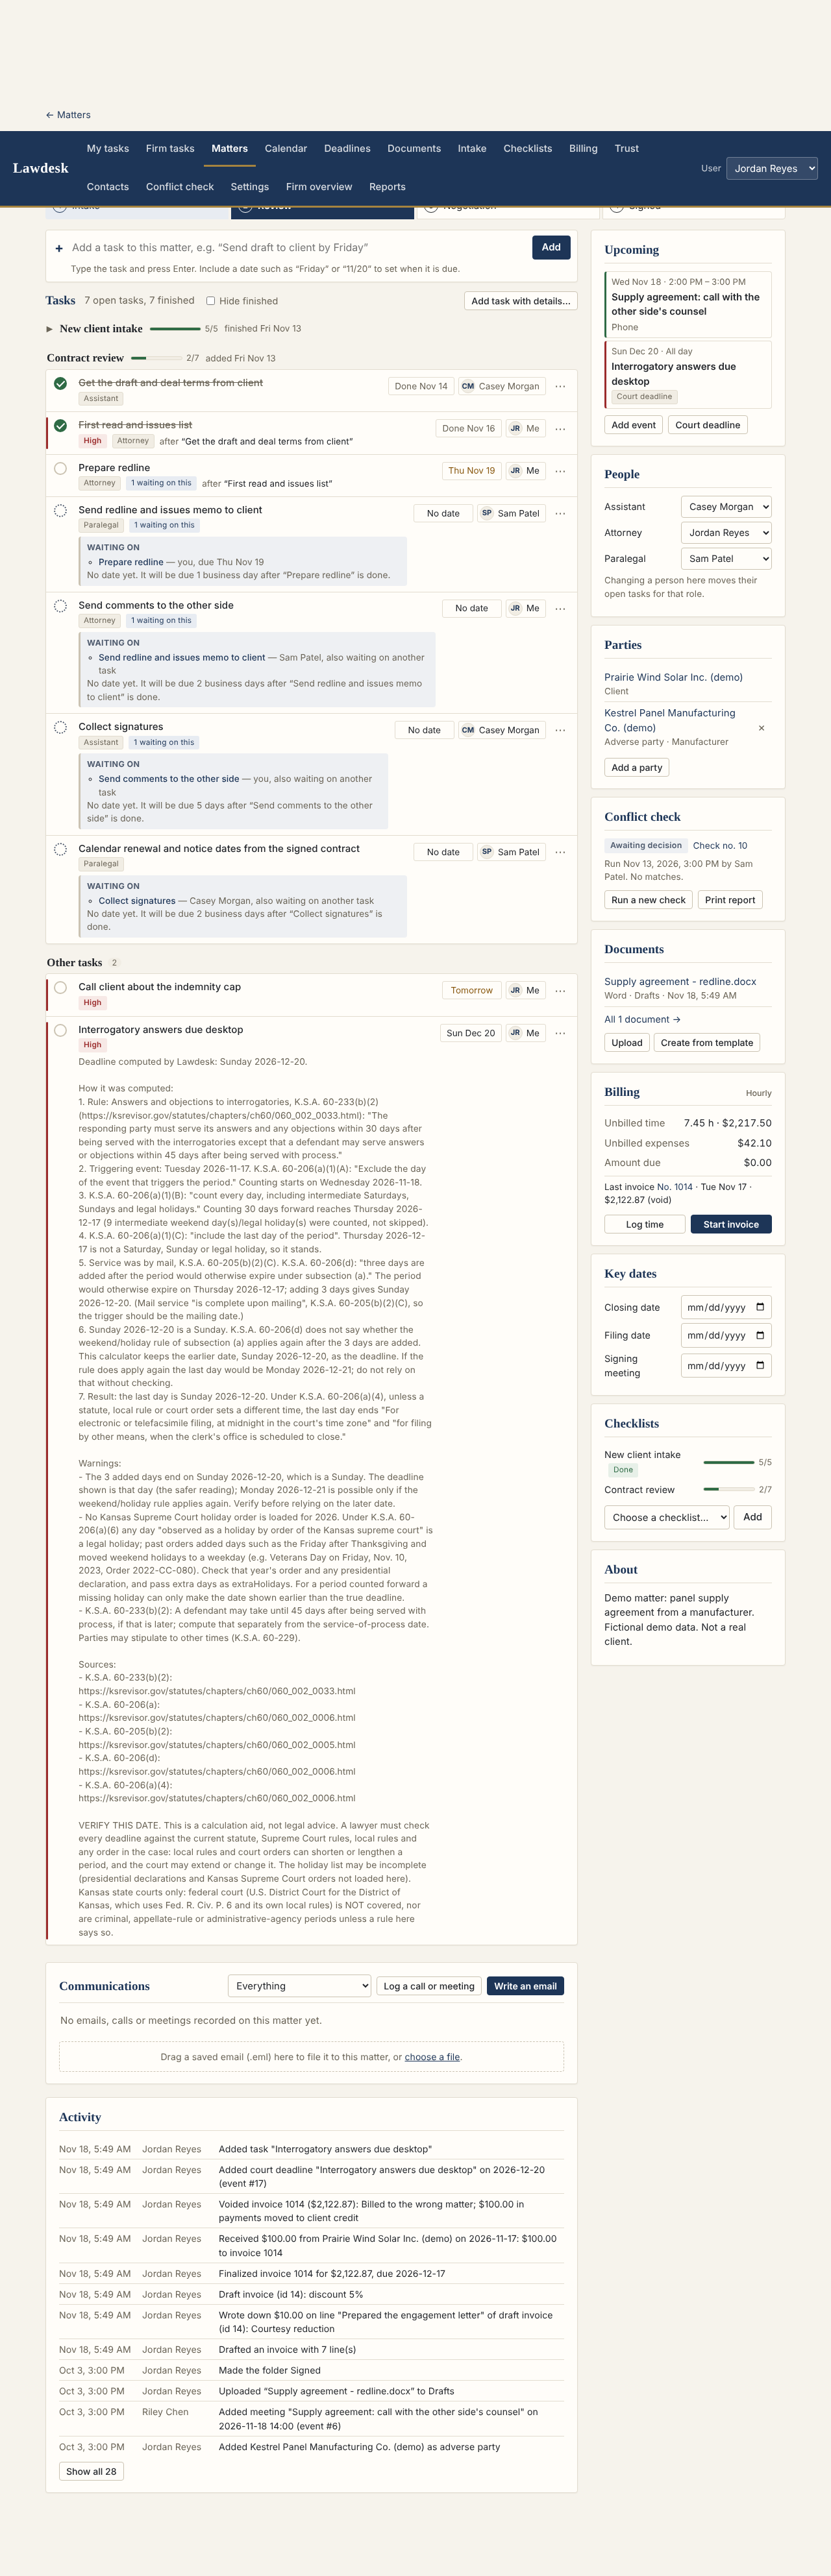 ← Matters
Lawdesk
My tasks Firm tasks Matters Calendar Deadlines Documents Intake Checklists Billing Trust
Contacts Conflict check Settings Firm overview Reports
User Jordan Reyes
+ Add a task to this matter, e.g. “Send draft to client by Friday” Add
Type the task and press Enter. Include a date such as “Friday” or “11/20” to set when it is due.
Tasks 7 open tasks, 7 finished Hide finished Add task with details…
New client intake 5/5 finished Fri Nov 13
Contract review 2/7 added Fri Nov 13
Get the draft and deal terms from client Done Nov 14 CM Casey Morgan ⋯
Assistant
First read and issues list Done Nov 16 JR Me ⋯
High Attorney after “Get the draft and deal terms from client”
Prepare redline Thu Nov 19 JR Me ⋯
Attorney 1 waiting on this after “First read and issues list”
Send redline and issues memo to client No date SP Sam Patel ⋯
Paralegal 1 waiting on this
WAITING ON
Prepare redline — you, due Thu Nov 19
No date yet. It will be due 1 business day after “Prepare redline” is done.
Send comments to the other side No date JR Me ⋯
Attorney 1 waiting on this
WAITING ON
Send redline and issues memo to client — Sam Patel, also waiting on another
task
No date yet. It will be due 2 business days after “Send redline and issues memo
to client” is done.
Collect signatures No date CM Casey Morgan ⋯
Assistant 1 waiting on this
WAITING ON
Send comments to the other side — you, also waiting on another
task
No date yet. It will be due 5 days after “Send comments to the other
side” is done.
Calendar renewal and notice dates from the signed contract No date SP Sam Patel ⋯
Paralegal
WAITING ON
Collect signatures — Casey Morgan, also waiting on another task
No date yet. It will be due 2 business days after “Collect signatures” is
done.
Other tasks 2
Call client about the indemnity cap Tomorrow JR Me ⋯
High
Interrogatory answers due desktop Sun Dec 20 JR Me ⋯
High
Deadline computed by Lawdesk: Sunday 2026-12-20.
How it was computed:
1. Rule: Answers and objections to interrogatories, K.S.A. 60-233(b)(2)
(https://ksrevisor.gov/statutes/chapters/ch60/060_002_0033.html): "The
responding party must serve its answers and any objections within 30 days after
being served with the interrogatories except that a defendant may serve answers
or objections within 45 days after being served with process."
2. Triggering event: Tuesday 2026-11-17. K.S.A. 60-206(a)(1)(A): "Exclude the day
of the event that triggers the period." Counting starts on Wednesday 2026-11-18.
3. K.S.A. 60-206(a)(1)(B): "count every day, including intermediate Saturdays,
Sundays and legal holidays." Counting 30 days forward reaches Thursday 2026-
12-17 (9 intermediate weekend day(s)/legal holiday(s) were counted, not skipped).
4. K.S.A. 60-206(a)(1)(C): "include the last day of the period". Thursday 2026-12-
17 is not a Saturday, Sunday or legal holiday, so it stands.
5. Service was by mail, K.S.A. 60-205(b)(2)(C). K.S.A. 60-206(d): "three days are
added after the period would otherwise expire under subsection (a)." The period
would otherwise expire on Thursday 2026-12-17; adding 3 days gives Sunday
2026-12-20. (Mail service "is complete upon mailing", K.S.A. 60-205(b)(2)(C), so
the trigger should be the mailing date.)
6. Sunday 2026-12-20 is a Sunday. K.S.A. 60-206(d) does not say whether the
weekend/holiday rule of subsection (a) applies again after the 3 days are added.
This calculator keeps the earlier date, Sunday 2026-12-20, as the deadline. If the
rule does apply again the last day would be Monday 2026-12-21; do not rely on
that without checking.
7. Result: the last day is Sunday 2026-12-20. Under K.S.A. 60-206(a)(4), unless a
statute, local rule or court order sets a different time, the last day ends "For
electronic or telefacsimile filing, at midnight in the court's time zone" and "for filing
by other means, when the clerk's office is scheduled to close."
Warnings:
- The 3 added days end on Sunday 2026-12-20, which is a Sunday. The deadline
shown is that day (the safer reading); Monday 2026-12-21 is possible only if the
weekend/holiday rule applies again. Verify before relying on the later date.
- No Kansas Supreme Court holiday order is loaded for 2026. Under K.S.A. 60-
206(a)(6) any day "observed as a holiday by order of the Kansas supreme court" is
a legal holiday; past orders added days such as the Friday after Thanksgiving and
moved weekend holidays to a weekday (e.g. Veterans Day on Friday, Nov. 10,
2023, Order 2022-CC-080). Check that year's order and any presidential
declaration, and pass extra days as extraHolidays. For a period counted forward a
missing holiday can only make the date shown earlier than the true deadline.
- K.S.A. 60-233(b)(2): A defendant may take until 45 days after being served with
process, if that is later; compute that separately from the service-of-process date.
Parties may stipulate to other times (K.S.A. 60-229).
Sources:
- K.S.A. 60-233(b)(2):
https://ksrevisor.gov/statutes/chapters/ch60/060_002_0033.html
- K.S.A. 60-206(a):
https://ksrevisor.gov/statutes/chapters/ch60/060_002_0006.html
- K.S.A. 60-205(b)(2):
https://ksrevisor.gov/statutes/chapters/ch60/060_002_0005.html
- K.S.A. 60-206(d):
https://ksrevisor.gov/statutes/chapters/ch60/060_002_0006.html
- K.S.A. 60-206(a)(4):
https://ksrevisor.gov/statutes/chapters/ch60/060_002_0006.html
VERIFY THIS DATE. This is a calculation aid, not legal advice. A lawyer must check
every deadline against the current statute, Supreme Court rules, local rules and
any order in the case: local rules and court orders can shorten or lengthen a
period, and the court may extend or change it. The holiday list may be incomplete
(presidential declarations and Kansas Supreme Court orders not loaded here).
Kansas state courts only: federal court (U.S. District Court for the District of
Kansas, which uses Fed. R. Civ. P. 6 and its own local rules) is NOT covered, nor
are criminal, appellate-rule or administrative-agency periods unless a rule here
says so.
Communications Everything Log a call or meeting Write an email
No emails, calls or meetings recorded on this matter yet.
Drag a saved email (.eml) here to file it to this matter, or choose a file.
Activity
Nov 18, 5:49 AM Jordan Reyes Added task "Interrogatory answers due desktop"
Nov 18, 5:49 AM Jordan Reyes Added court deadline "Interrogatory answers due desktop" on 2026-12-20
(event #17)
Nov 18, 5:49 AM Jordan Reyes Voided invoice 1014 ($2,122.87): Billed to the wrong matter; $100.00 in
payments moved to client credit
Nov 18, 5:49 AM Jordan Reyes Received $100.00 from Prairie Wind Solar Inc. (demo) on 2026-11-17: $100.00
to invoice 1014
Nov 18, 5:49 AM Jordan Reyes Finalized invoice 1014 for $2,122.87, due 2026-12-17
Nov 18, 5:49 AM Jordan Reyes Draft invoice (id 14): discount 5%
Nov 18, 5:49 AM Jordan Reyes Wrote down $10.00 on line "Prepared the engagement letter" of draft invoice
(id 14): Courtesy reduction
Nov 18, 5:49 AM Jordan Reyes Drafted an invoice with 7 line(s)
Oct 3, 3:00 PM Jordan Reyes Made the folder Signed
Oct 3, 3:00 PM Jordan Reyes Uploaded “Supply agreement - redline.docx” to Drafts
Oct 3, 3:00 PM Riley Chen Added meeting "Supply agreement: call with the other side's counsel" on
2026-11-18 14:00 (event #6)
Oct 3, 3:00 PM Jordan Reyes Added Kestrel Panel Manufacturing Co. (demo) as adverse party
Show all 28
Upcoming
Wed Nov 18 · 2:00 PM – 3:00 PM
Supply agreement: call with the
other side's counsel
Phone
Sun Dec 20 · All day
Interrogatory answers due
desktop
Court deadline
Add event Court deadline
People
Assistant Casey Morgan
Attorney Jordan Reyes
Paralegal Sam Patel
Changing a person here moves their
open tasks for that role.
Parties
Prairie Wind Solar Inc. (demo)
Client
Kestrel Panel Manufacturing
Co. (demo) ×
Adverse party · Manufacturer
Add a party
Conflict check
Awaiting decision Check no. 10
Run Nov 13, 2026, 3:00 PM by Sam
Patel. No matches.
Run a new check Print report
Documents
Supply agreement - redline.docx
Word · Drafts · Nov 18, 5:49 AM
All 1 document →
Upload Create from template
Billing Hourly
Unbilled time 7.45 h · $2,217.50
Unbilled expenses $42.10
Amount due $0.00
Last invoice No. 1014 · Tue Nov 17 ·
$2,122.87 (void)
Log time Start invoice
Key dates
Closing date mm/dd/yyyy
Filing date mm/dd/yyyy
Signing
meeting mm/dd/yyyy
Checklists
New client intake 5/5
Done
Contract review 2/7
Choose a checklist… Add
About
Demo matter: panel supply
agreement from a manufacturer.
Fictional demo data. Not a real
client.